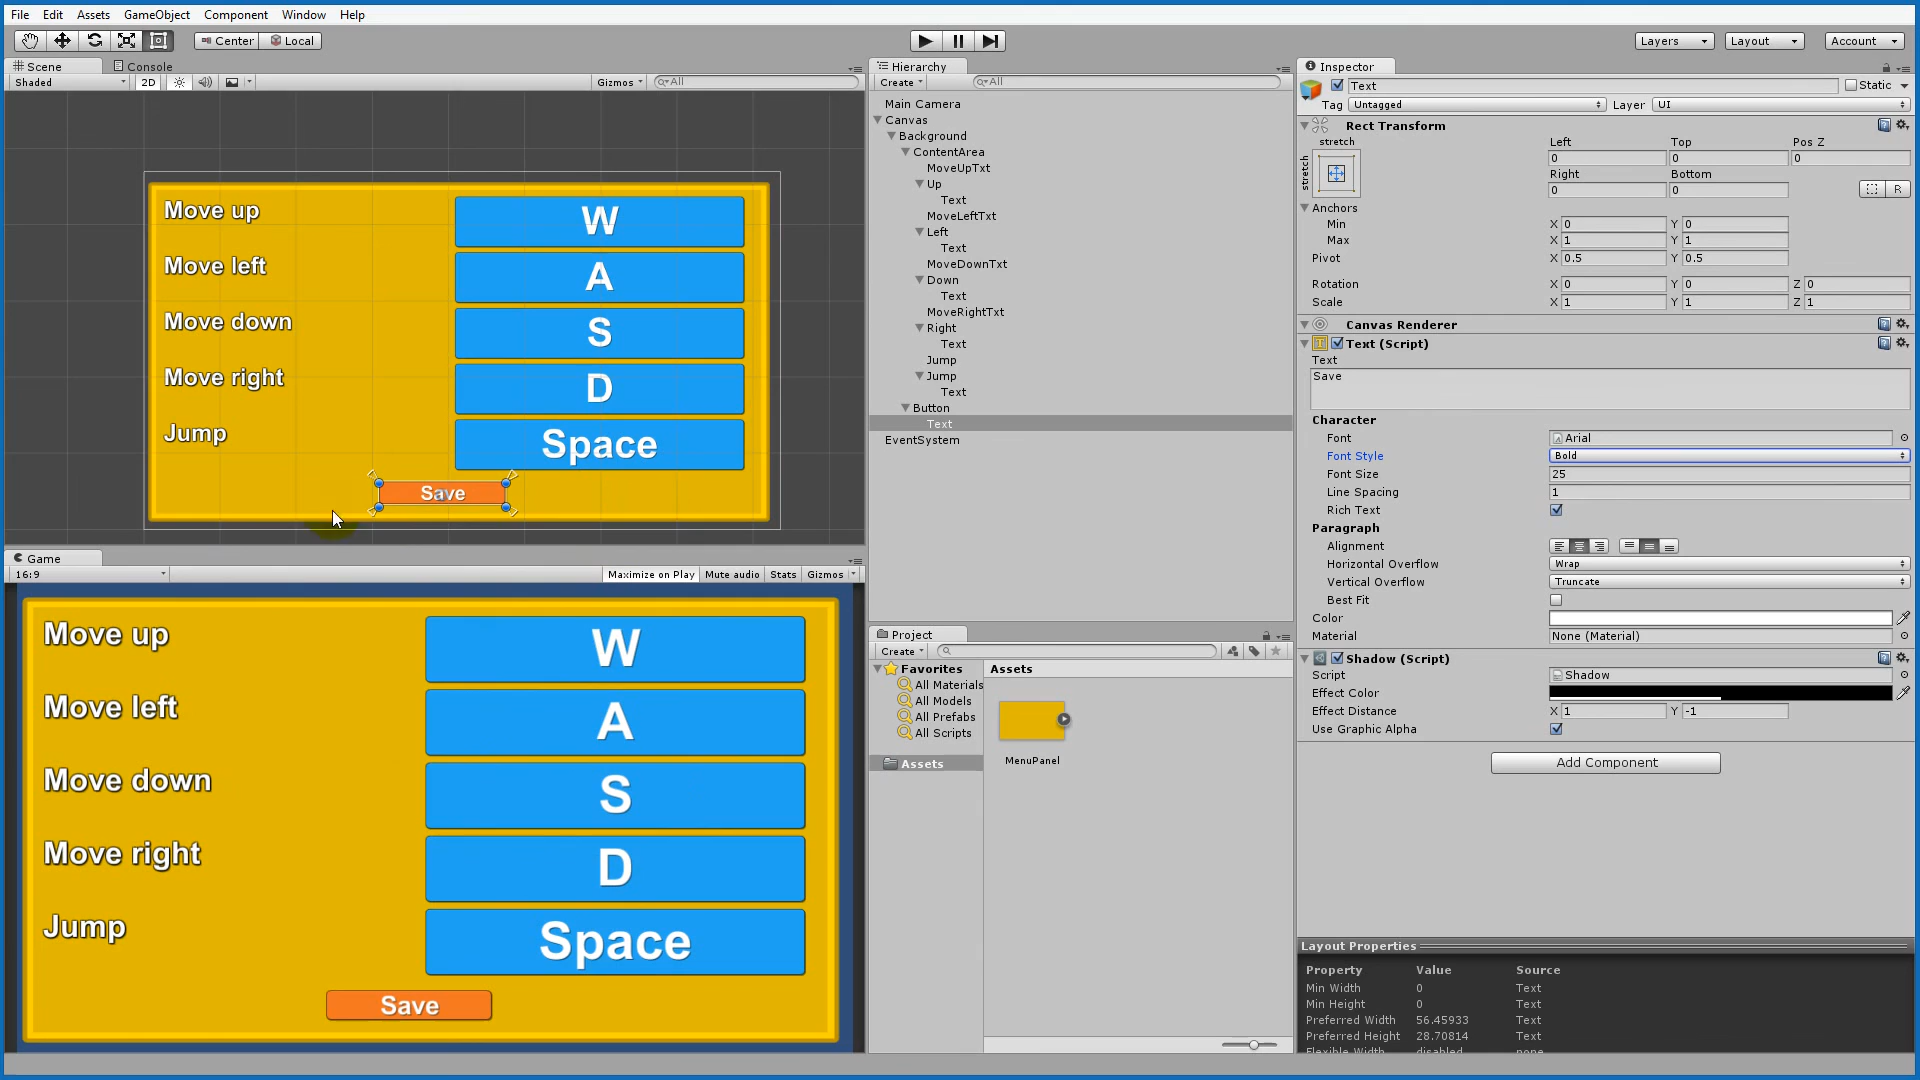 File Edit Assets GameObject Component Window Help
Center Local
Layers Layout Account
Scene Console
Shaded 2D Gizmos All
Move up W
Move left A
Move down S
Move right D
Jump Space
Save
Game
16:9 Maximize on Play Mute audio Stats Gizmos
Move up W
Move left A
Move down S
Move right D
Jump Space
Save
Hierarchy
Create All
Main Camera
Canvas
Background
ContentArea
MoveUpTxt
Up
Text
MoveLeftTxt
Left
Text
MoveDownTxt
Down
Text
MoveRightTxt
Right
Text
Jump
Jump
Text
Button
Text
EventSystem
Project
Create
Favorites
All Materials
All Models
All Prefabs
All Scripts
Assets
Assets
MenuPanel
Inspector
Text Static
Tag Untagged Layer UI
Rect Transform
stretch
stretch
Left Top Pos Z
0 0 0
Right Bottom
0 0
R
Anchors
Min X 0 Y 0
Max X 1 Y 1
Pivot X 0.5 Y 0.5
Rotation X 0 Y 0 Z 0
Scale X 1 Y 1 Z 1
Canvas Renderer
Text (Script)
Text
Save
Character
Font Arial
Font Style Bold
Font Size 25
Line Spacing 1
Rich Text
Paragraph
Alignment
Horizontal Overflow Wrap
Vertical Overflow Truncate
Best Fit
Color
Material None (Material)
Shadow (Script)
Script Shadow
Effect Color
Effect Distance X 1 Y -1
Use Graphic Alpha
Add Component
Layout Properties
Property Value Source
Min Width 0 Text
Min Height 0 Text
Preferred Width 56.45933 Text
Preferred Height 28.70814 Text
Flexible Width disabled none